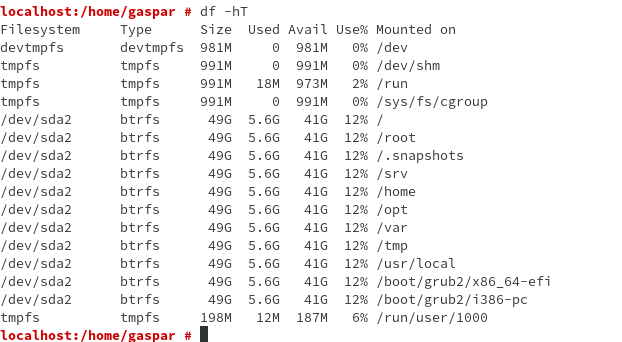 localhost:/home/gaspar # df -hT
Filesystem     Type      Size  Used Avail Use% Mounted on
devtmpfs       devtmpfs  981M     0  981M   0% /dev
tmpfs          tmpfs     991M     0  991M   0% /dev/shm
tmpfs          tmpfs     991M   18M  973M   2% /run
tmpfs          tmpfs     991M     0  991M   0% /sys/fs/cgroup
/dev/sda2      btrfs      49G  5.6G   41G  12% /
/dev/sda2      btrfs      49G  5.6G   41G  12% /root
/dev/sda2      btrfs      49G  5.6G   41G  12% /.snapshots
/dev/sda2      btrfs      49G  5.6G   41G  12% /srv
/dev/sda2      btrfs      49G  5.6G   41G  12% /home
/dev/sda2      btrfs      49G  5.6G   41G  12% /opt
/dev/sda2      btrfs      49G  5.6G   41G  12% /var
/dev/sda2      btrfs      49G  5.6G   41G  12% /tmp
/dev/sda2      btrfs      49G  5.6G   41G  12% /usr/local
/dev/sda2      btrfs      49G  5.6G   41G  12% /boot/grub2/x86_64-efi
/dev/sda2      btrfs      49G  5.6G   41G  12% /boot/grub2/i386-pc
tmpfs          tmpfs     198M   12M  187M   6% /run/user/1000
localhost:/home/gaspar #